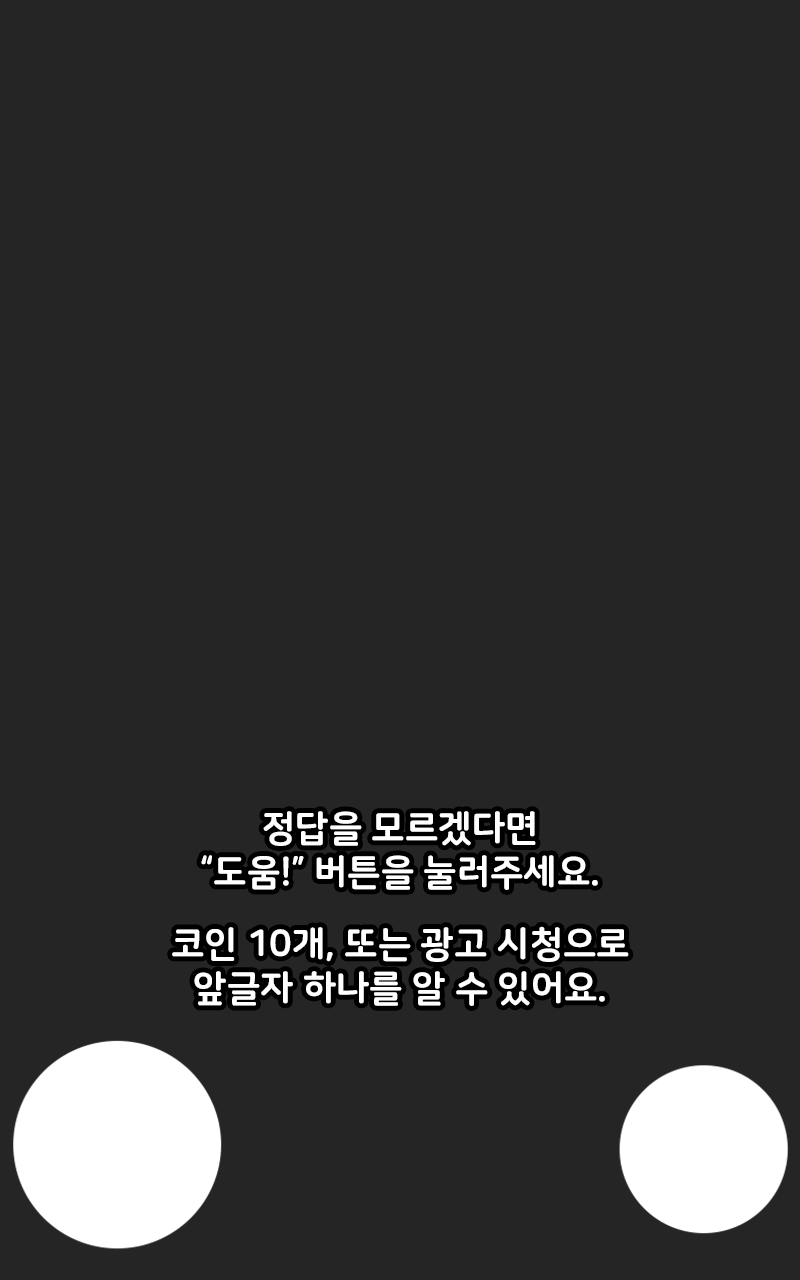 정답을 모르겠다면
“도움!” 버튼을 눌러주세요.
코인 10개, 또는 광고 시청으로
앞글자 하나를 알 수 있어요.